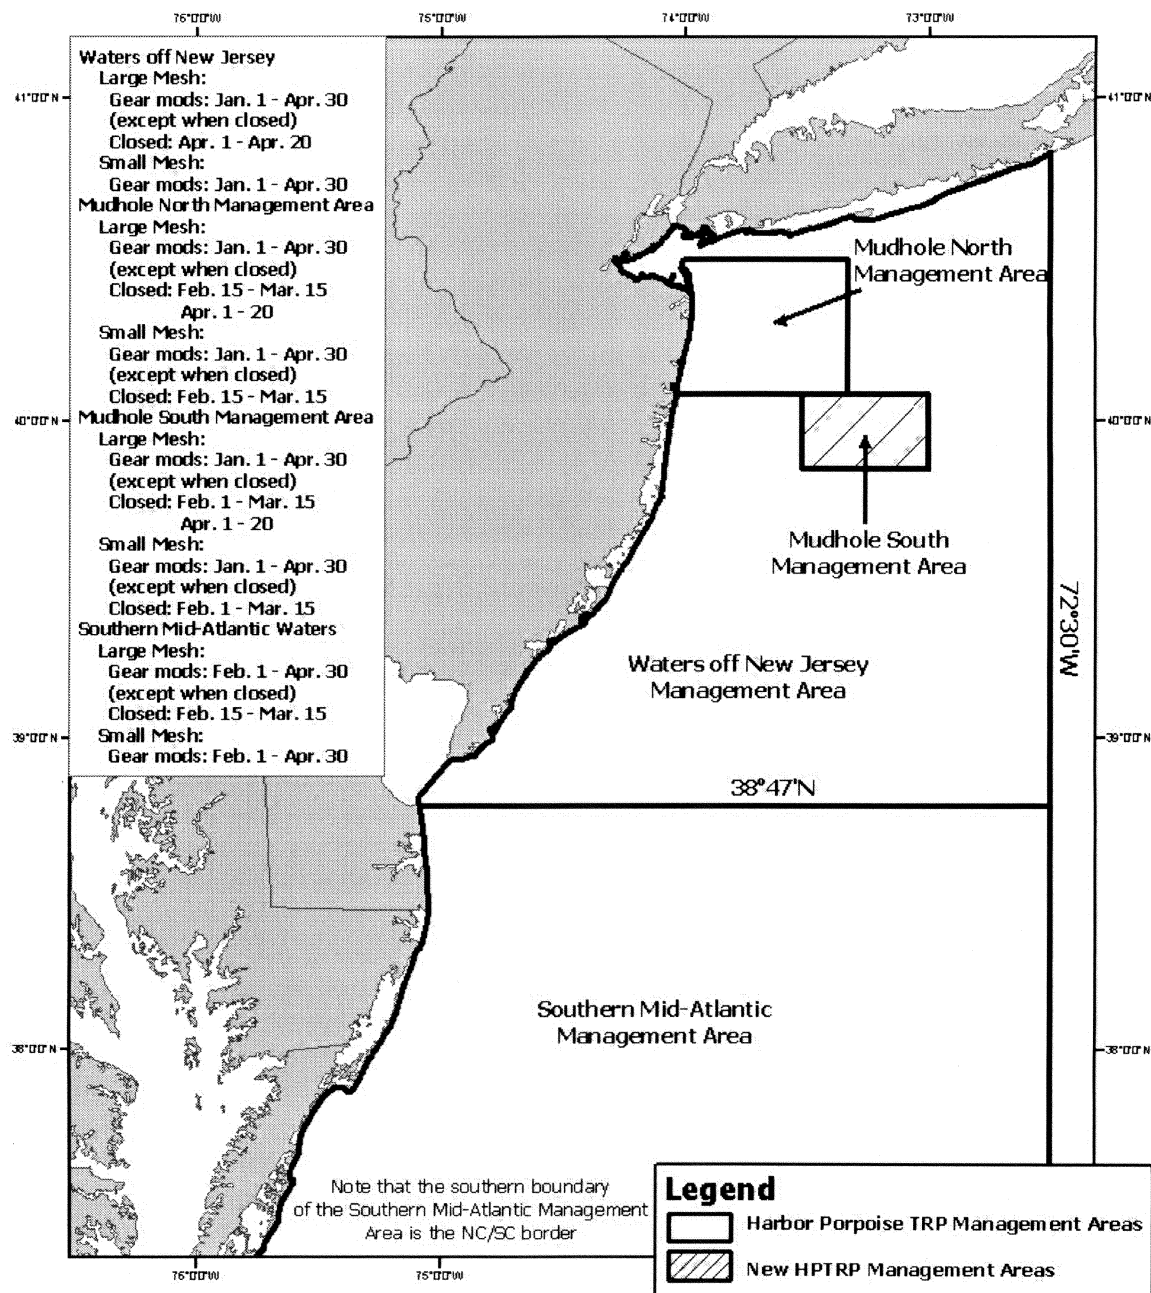 76°00'W 75°00'W 74°00'W 73°00'W
Waters off New Jersey
Large Mesh:
Gear mods: Jan. 1 - Apr. 30
(except when closed)
Closed: Apr. 1 - Apr. 20
Small Mesh:
Gear mods: Jan. 1 - Apr. 30
Mudhole North Management Area
Large Mesh:
Gear mods: Jan. 1 - Apr. 30
(except when closed)
Closed: Feb. 15 - Mar. 15
Apr. 1 - 20
Small Mesh:
Gear mods: Jan. 1 - Apr. 30
(except when closed)
Closed: Feb. 15 - Mar. 15
Mudhole South Management Area
Large Mesh:
Gear mods: Jan. 1 - Apr. 30
(except when closed)
Closed: Feb. 1 - Mar. 15
Apr. 1 - 20
Small Mesh:
Gear mods: Jan. 1 - Apr. 30
(except when closed)
Closed: Feb. 1 - Mar. 15
Southern Mid-Atlantic Waters
Large Mesh:
Gear mods: Feb. 1 - Apr. 30
(except when closed)
Closed: Feb. 15 - Mar. 15
Small Mesh:
Gear mods: Feb. 1 - Apr. 30
41°00'N
41°00'N
Mudhole North
Management Area
40°00'N
40°00'N
Mudhole South
Management Area
72°30'W
Waters off New Jersey
Management Area
39°00'N
39°00'N
38°47'N
Southern Mid-Atlantic
Management Area
38°00'N
38°00'N
Note that the southern boundary
of the Southern Mid-Atlantic Management
Area is the NC/SC border
Legend
Harbor Porpoise TRP Management Areas
New HPTRP Management Areas
76°00'W 75°00'W